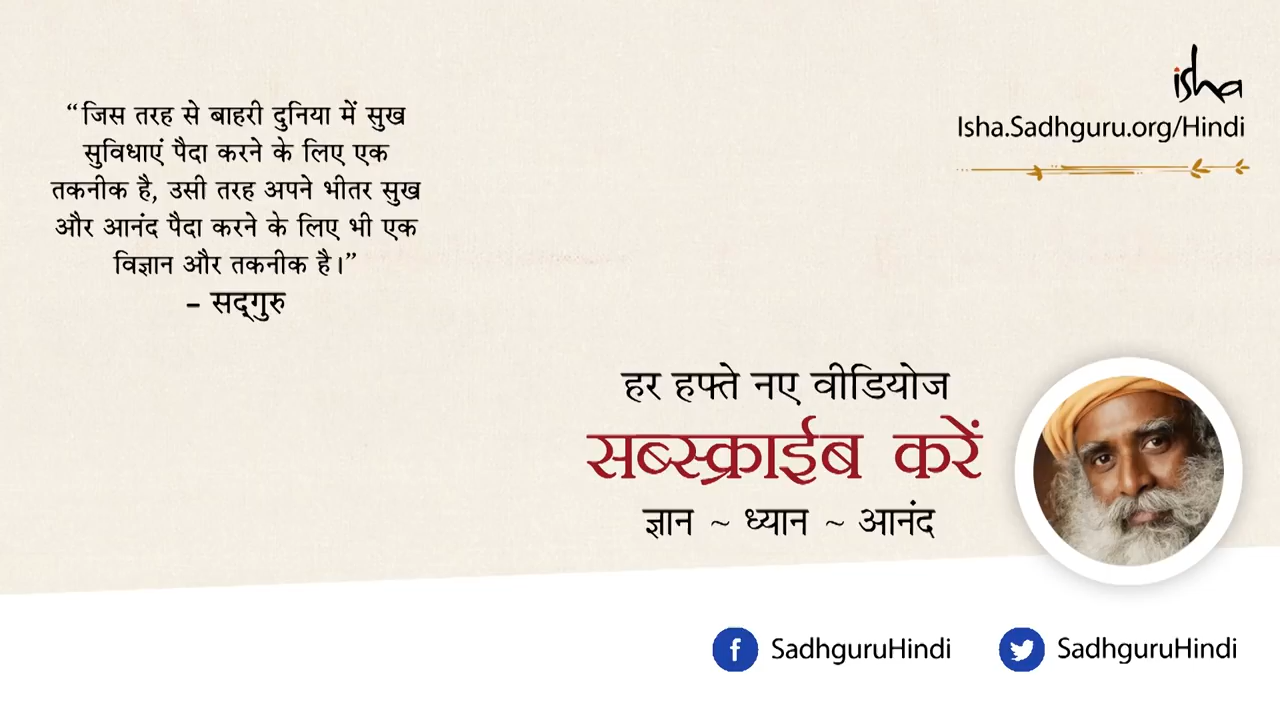 “जिस तरह से बाहरी दुनिया में सुख
सुविधाएं पैदा करने के लिए एक
तकनीक है, उसी तरह अपने भीतर सुख
और आनंद पैदा करने के लिए भी एक
विज्ञान और तकनीक है।”
– सद्गुरु
isha
Isha.Sadhguru.org/Hindi
हर हफ्ते नए वीडियोज
सब्स्क्राईब करें
ज्ञान ~ ध्यान ~ आनंद
f SadhguruHindi
SadhguruHindi